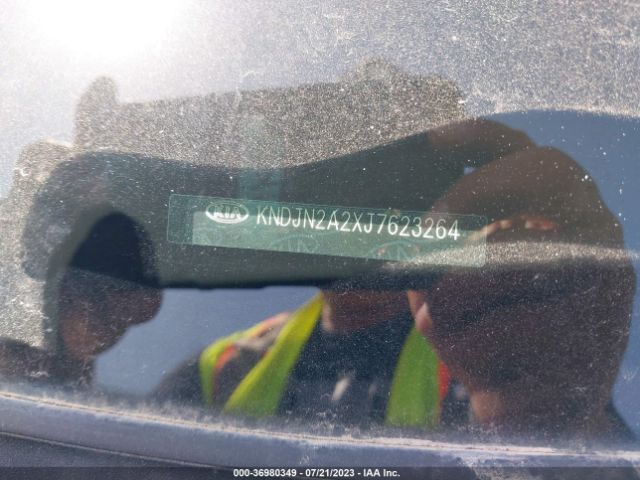 KIA KNDJN2A2XJ7623264
000-36980349 • 07/21/2023 • IAA Inc.